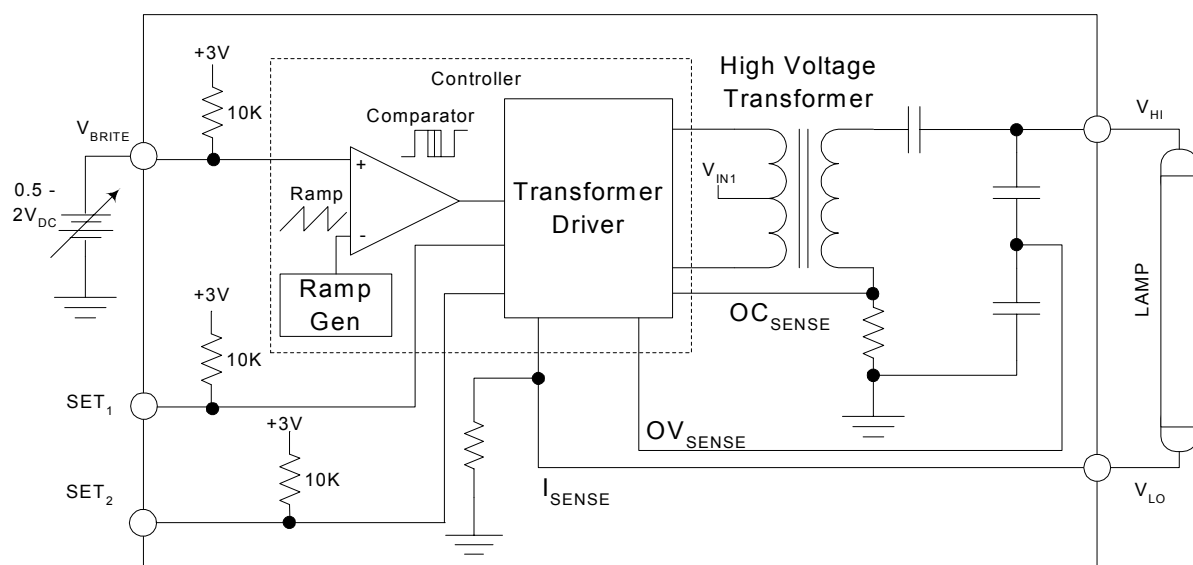 +3V
10K
V_BRITE
0.5 -
2V_DC
Controller
Comparator
+
-
Ramp
Ramp
Gen
Transformer
Driver
High Voltage
Transformer
V_IN1
V_HI
LAMP
OC_SENSE
+3V
10K
SET_1
OV_SENSE
+3V
10K
SET_2
I_SENSE
V_LO